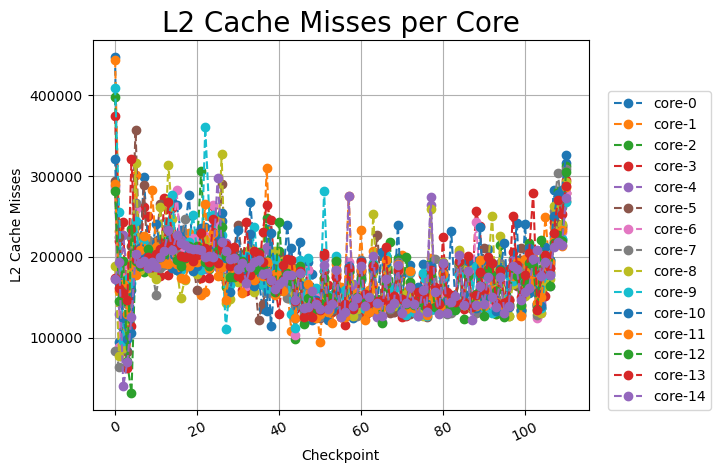 L2 Cache Misses per Core
L2 Cache Misses
400000
300000
200000
100000
0
20
40
60
80
100
Checkpoint
core-0
core-1
core-2
core-3
core-4
core-5
core-6
core-7
core-8
core-9
core-10
core-11
core-12
core-13
core-14